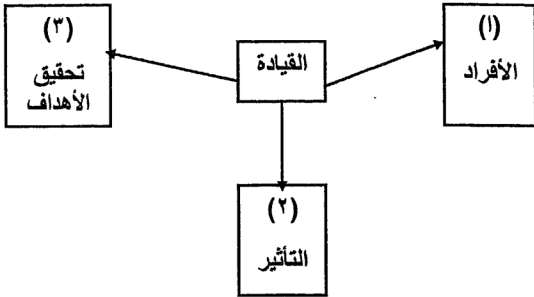 القيادة
(١)
الأفراد
(٢)
التأثير
(٣)
تحقيق
الأهداف